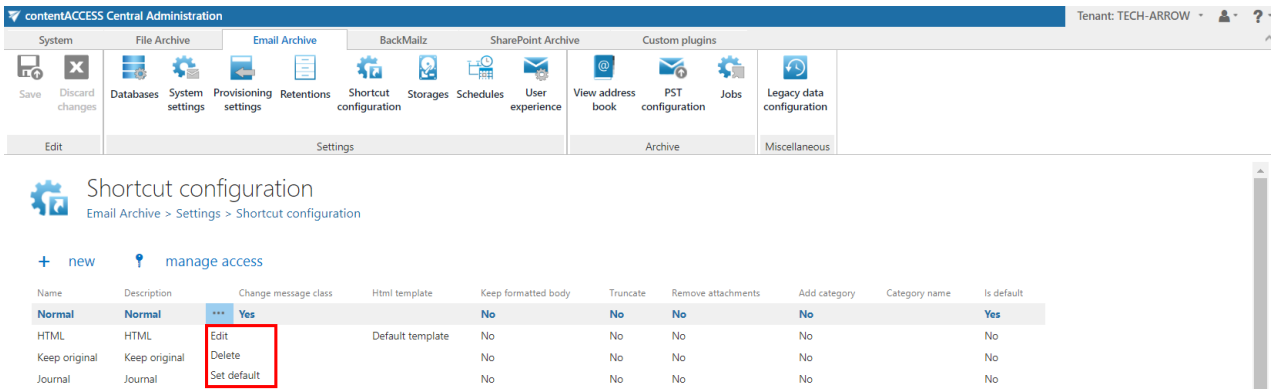 contentACCESS Central Administration
Tenant: TECH-ARROW
?
System File Archive Email Archive BackMailz SharePoint Archive Custom plugins
Save Discard changes Databases System settings Provisioning settings Retentions Shortcut configuration Storages Schedules User experience View address book PST configuration Jobs Legacy data configuration
Edit Settings Archive Miscellaneous
Shortcut configuration
Email Archive > Settings > Shortcut configuration
+ new manage access
Name Description Change message class Html template Keep formatted body Truncate Remove attachments Add category Category name Is default
Normal Normal ••• Yes No No No No Yes
HTML HTML Edit Default template No No No No No
Keep original Keep original Delete No No No No No
Journal Journal Set default No No No No No